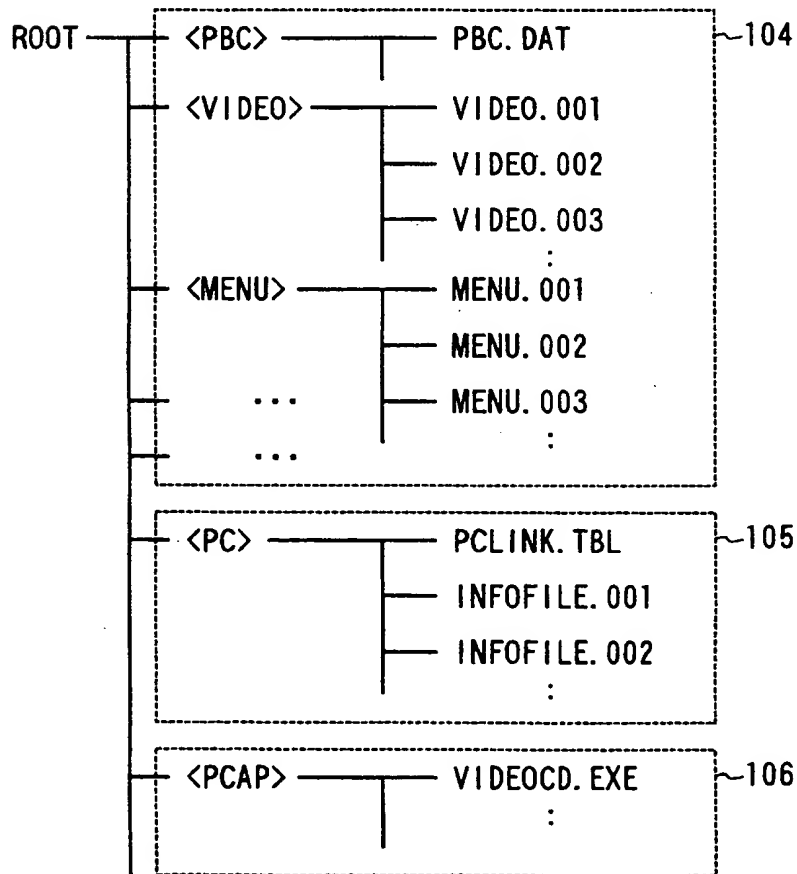 ROOT <PBC> PBC.DAT 104
<VIDEO> VIDEO.001
VIDEO.002
VIDEO.003
:
<MENU> MENU.001
MENU.002
... MENU.003
... :
<PC> PCLINK.TBL 105
INFOFILE.001
INFOFILE.002
:
<PCAP> VIDEOCD.EXE 106
: